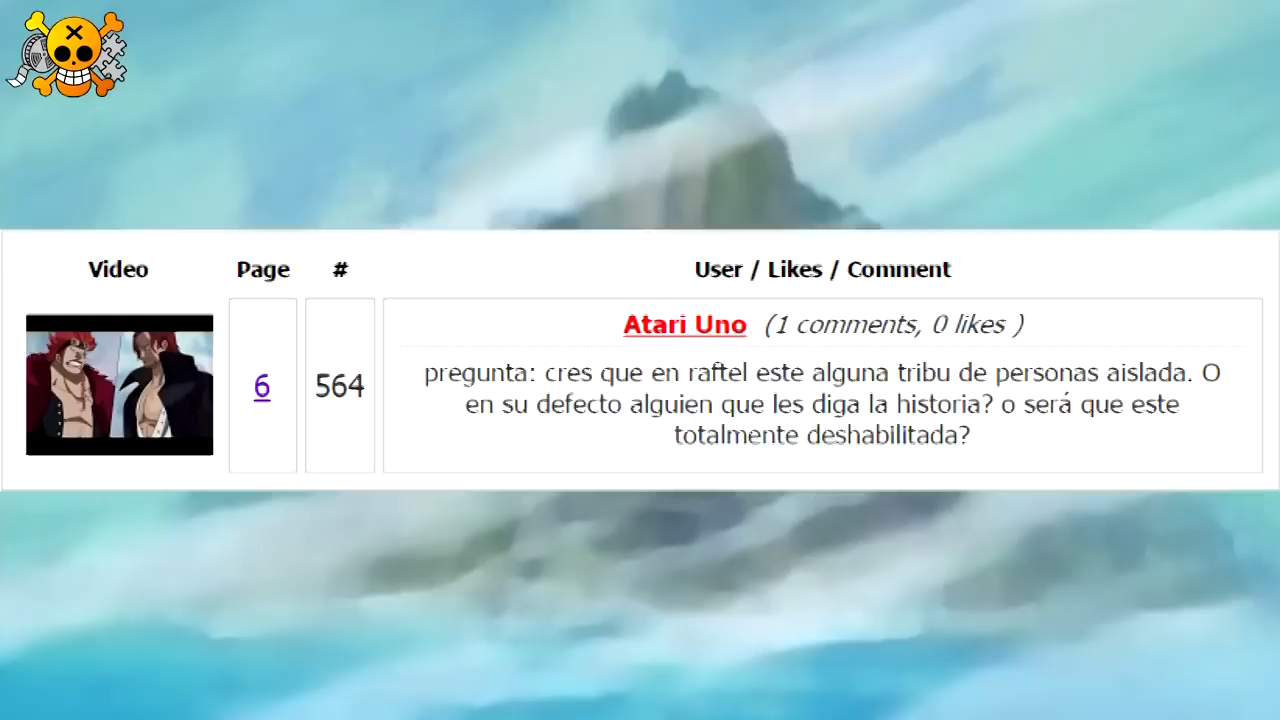 Video Page # User / Likes / Comment
Atari Uno (1 comments, 0 likes )
6 564
pregunta: cres que en raftel este alguna tribu de personas aislada. O
en su defecto alguien que les diga la historia? o será que este
totalmente deshabilitada?